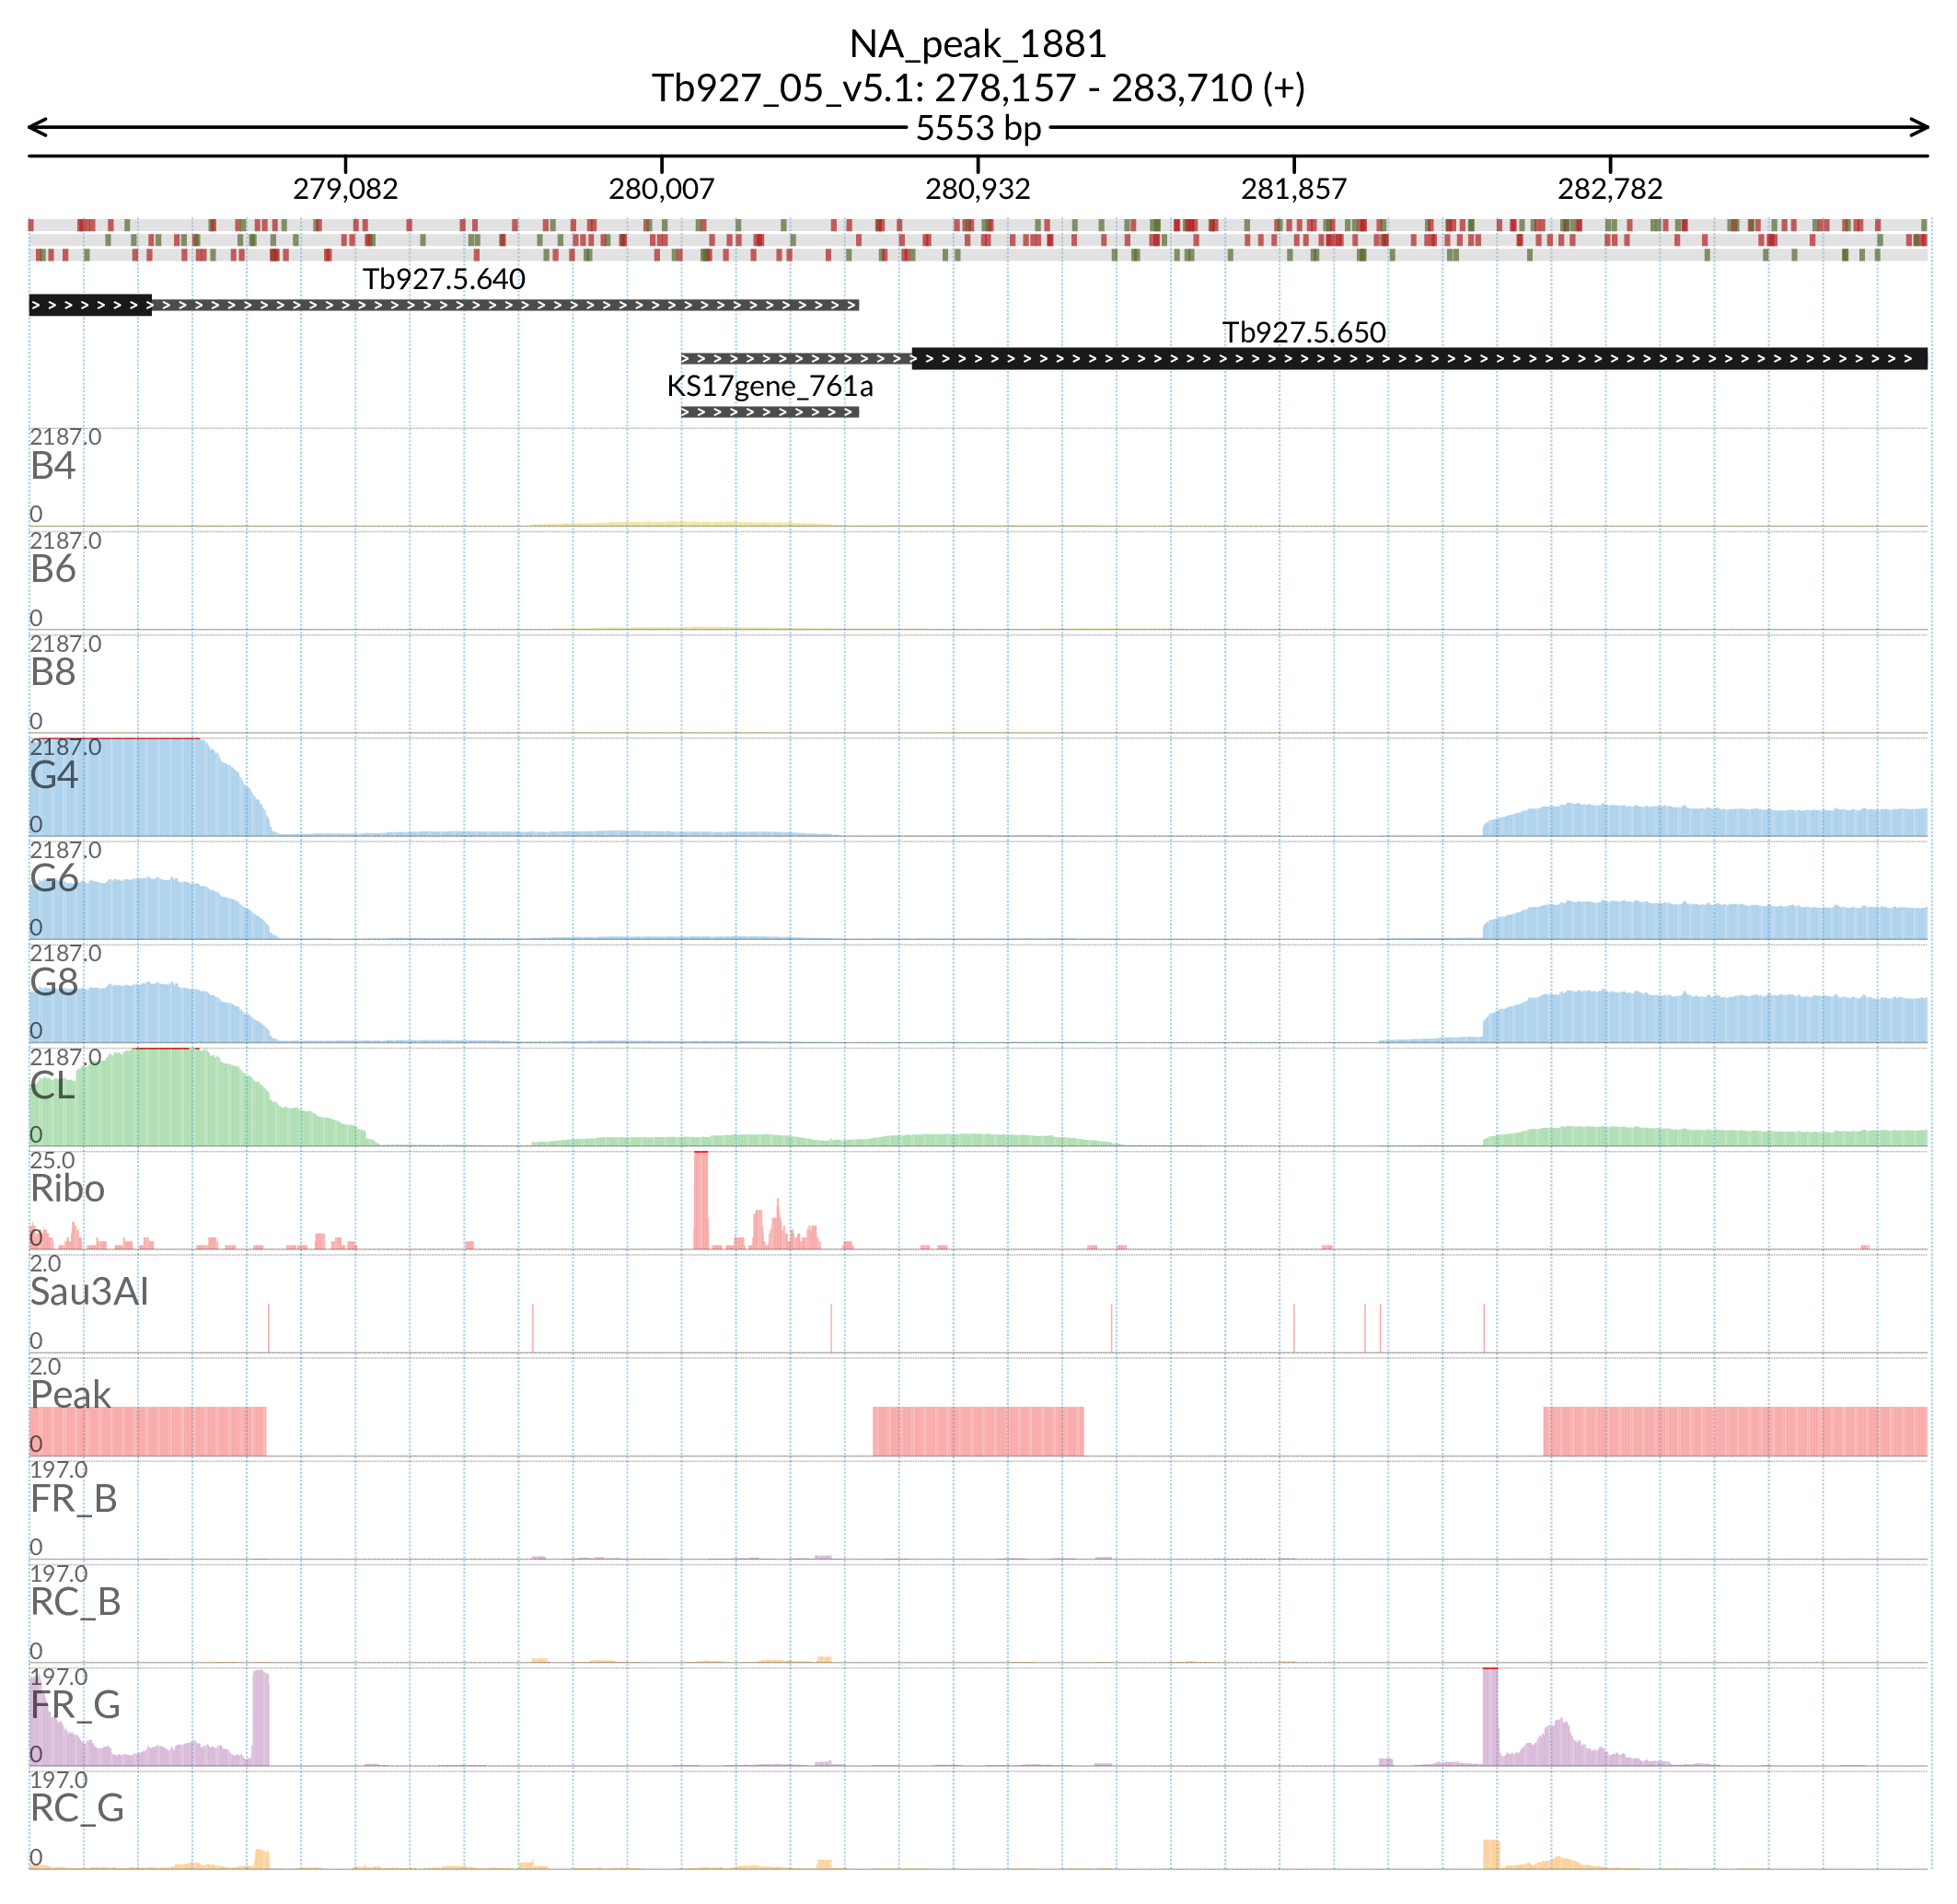 NA_peak_1881
Tb927_05_v5.1: 278,157 - 283,710 (+)
5553 bp
279,082 280,007 280,932 281,857 282,782
Tb927.5.640
Tb927.5.650
KS17gene_761a
2187.0
B4
0
2187.0
B6
0
2187.0
B8
0
2187.0
G4
0
2187.0
G6
0
2187.0
G8
0
2187.0
CL
0
25.0
Ribo
0
2.0
Sau3AI
0
2.0
Peak
0
197.0
FR_B
0
197.0
RC_B
0
197.0
FR_G
0
197.0
RC_G
0